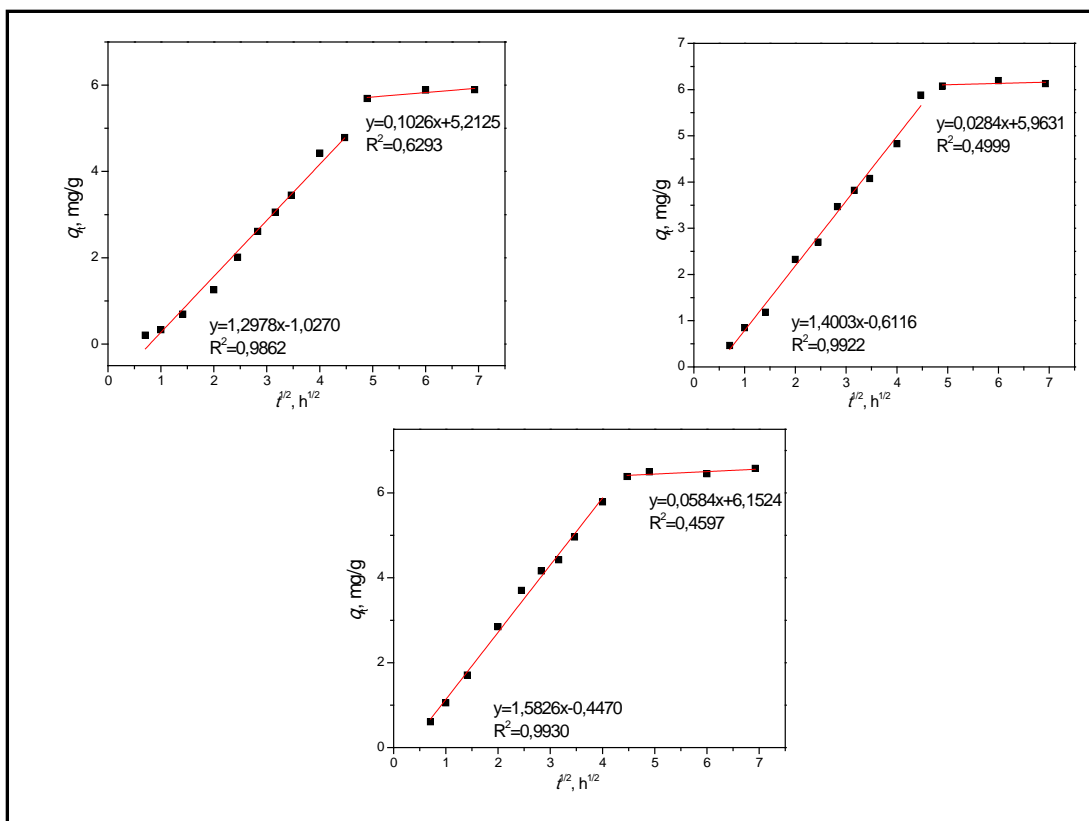 6
4
2
0
0 1 2 3 4 5 6 7
qt, mg/g
t1/2, h1/2
y=0,1026x+5,2125
R2=0,6293
y=1,2978x-1,0270
R2=0,9862
7
6
5
4
3
2
1
0
0 1 2 3 4 5 6 7
qt, mg/g
t1/2, h1/2
y=0,0284x+5,9631
R2=0,4999
y=1,4003x-0,6116
R2=0,9922
6
4
2
0
0 1 2 3 4 5 6 7
qt, mg/g
t1/2, h1/2
y=0,0584x+6,1524
R2=0,4597
y=1,5826x-0,4470
R2=0,9930